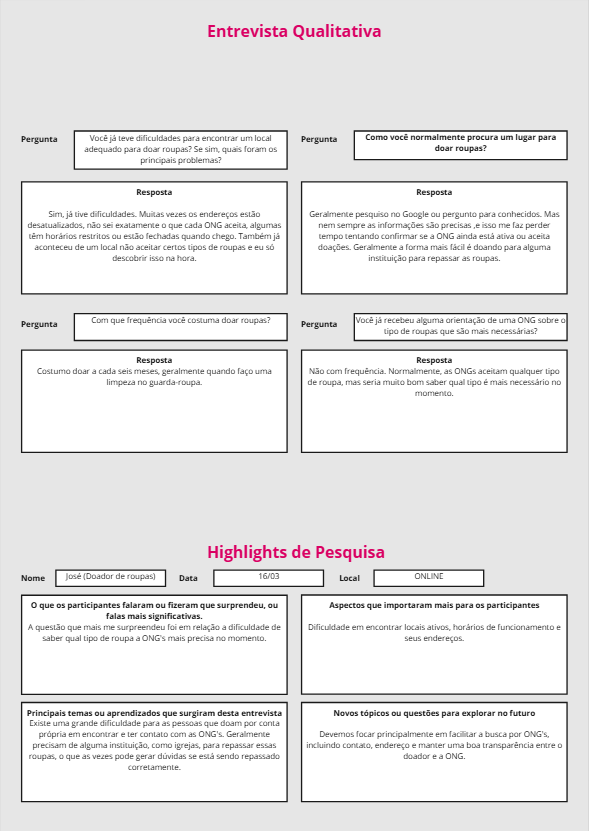 Entrevista Qualitativa
Pergunta
Você já teve dificuldades para encontrar um local
adequado para doar roupas? Se sim, quais foram os
principais problemas?
Pergunta
Como você normalmente procura um lugar para
doar roupas?
Resposta
Sim, já tive dificuldades. Muitas vezes os endereços estão
desatualizados, não sei exatamente o que cada ONG aceita, algumas
têm horários restritos ou estão fechadas quando chego. Também já
aconteceu de um local não aceitar certos tipos de roupas e eu só
descobrir isso na hora.
Resposta
Geralmente pesquiso no Google ou pergunto para conhecidos. Mas
nem sempre as informações são precisas ,e isso me faz perder
tempo tentando confirmar se a ONG ainda está ativa ou aceita
doações. Geralmente a forma mais fácil é doando para alguma
instituição para repassar as roupas.
Pergunta
Com que frequência você costuma doar roupas?
Pergunta
Você já recebeu alguma orientação de uma ONG sobre o
tipo de roupas que são mais necessárias?
Resposta
Costumo doar a cada seis meses, geralmente quando faço uma
limpeza no guarda-roupa.
Resposta
Não com frequência. Normalmente, as ONGs aceitam qualquer tipo
de roupa, mas seria muito bom saber qual tipo é mais necessário no
momento.
Highlights de Pesquisa
Nome
José (Doador de roupas)
Data
16/03
Local
ONLINE
O que os participantes falaram ou fizeram que surpreendeu, ou
falas mais significativas.
A questão que mais me surpreendeu foi em relação a dificuldade de
saber qual tipo de roupa a ONG's mais precisa no momento.
Aspectos que importaram mais para os participantes
Dificuldade em encontrar locais ativos, horários de funcionamento e
seus endereços.
Principais temas ou aprendizados que surgiram desta entrevista
Existe uma grande dificuldade para as pessoas que doam por conta
própria em encontrar e ter contato com as ONG's. Geralmente
precisam de alguma instituição, como igrejas, para repassar essas
roupas, o que as vezes pode gerar dúvidas se está sendo repassado
corretamente.
Novos tópicos ou questões para explorar no futuro
Devemos focar principalmente em facilitar a busca por ONG's,
incluindo contato, endereço e manter uma boa transparência entre o
doador e a ONG.